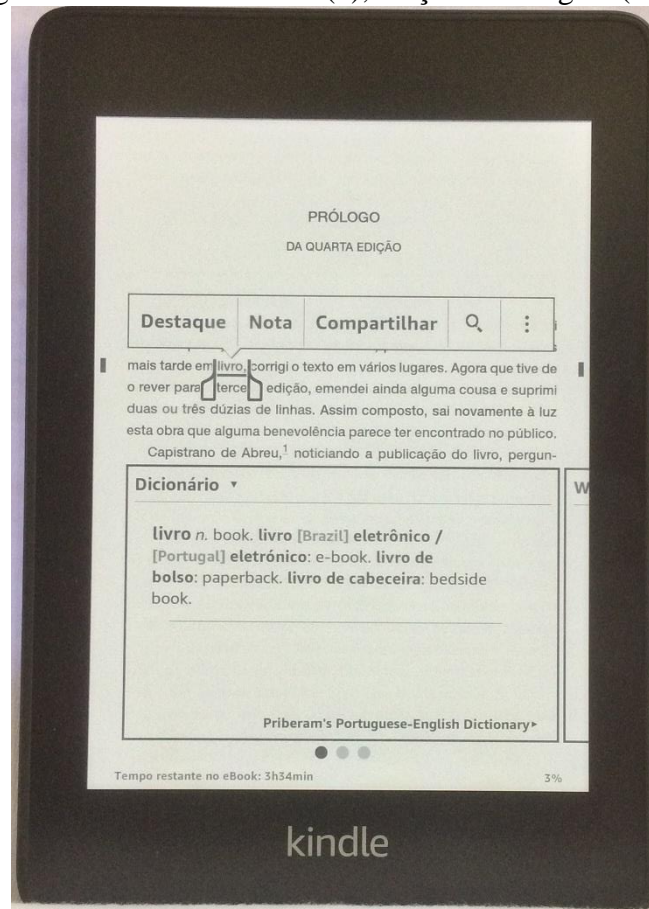 PRÓLOGO
DA QUARTA EDIÇÃO
Destaque Nota Compartilhar
mais tarde em livro, corrigi o texto em vários lugares. Agora que tive de
o rever para terce edição, emendei ainda alguma cousa e suprimi
duas ou três dúzias de linhas. Assim composto, sai novamente à luz
esta obra que alguma benevolência parece ter encontrado no público.
Capistrano de Abreu,1 noticiando a publicação do livro, pergun-
Dicionário
W
livro n. book. livro [Brazil] eletrônico /
[Portugal] eletrónico: e-book. livro de
bolso: paperback. livro de cabeceira: bedside
book.
Priberam's Portuguese-English Dictionary
Tempo restante no eBook: 3h34min 3%
kindle